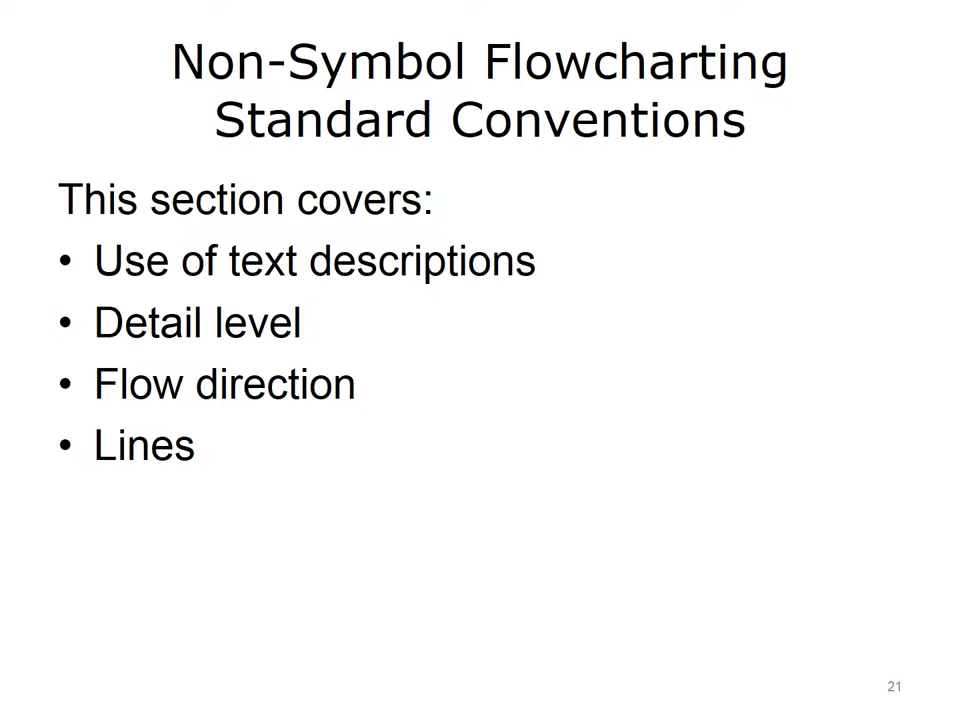 Non-Symbol Flowcharting
Standard Conventions
This section covers:
• Use of text descriptions
• Detail level
• Flow direction
• Lines
21